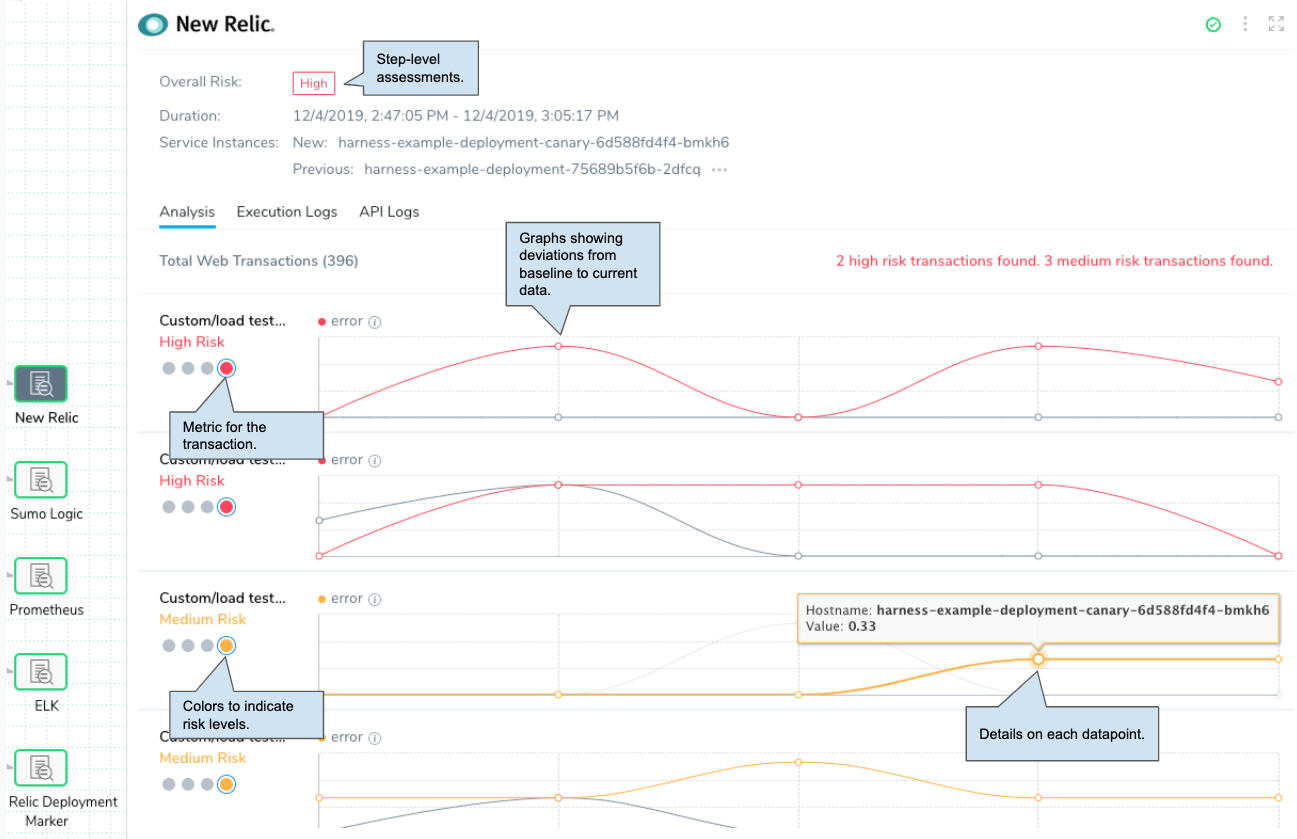 New Relic.
Overall Risk: High
Step-level
assessments.
Duration: 12/4/2019, 2:47:05 PM - 12/4/2019, 3:05:17 PM
Service Instances: New: harness-example-deployment-canary-6d588fd4f4-bmkh6
Previous: harness-example-deployment-75689b5f6b-2dfcq ···
Analysis Execution Logs API Logs
Graphs showing
deviations from
baseline to current
data.
Total Web Transactions (396)
2 high risk transactions found. 3 medium risk transactions found.
Custom/load test... error
High Risk
Metric for the
transaction.
Custom/load test... error
High Risk
Custom/load test... error
Medium Risk
Hostname: harness-example-deployment-canary-6d588fd4f4-bmkh6
Value: 0.33
Colors to indicate
risk levels.
Details on each datapoint.
Custom/load test... error
Medium Risk
New Relic
Sumo Logic
Prometheus
ELK
Relic Deployment
Marker